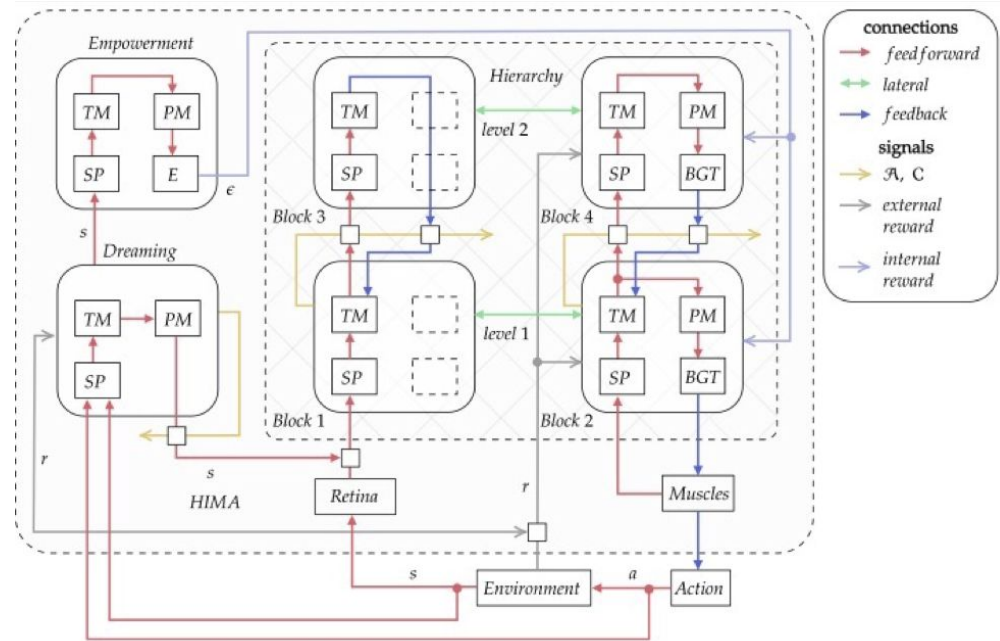 Empowerment
TM
PM
SP
E
ϵ
s
Dreaming
TM
PM
SP
r
s
HIMA
Hierarchy
TM
SP
Block 3
level 2
TM
PM
SP
BGT
Block 4
TM
SP
Block 1
level 1
TM
PM
SP
BGT
Block 2
r
Retina
Muscles
s
Environment
a
Action
connections
feedforward
lateral
feedback
signals
𝒜, C
external
reward
internal
reward